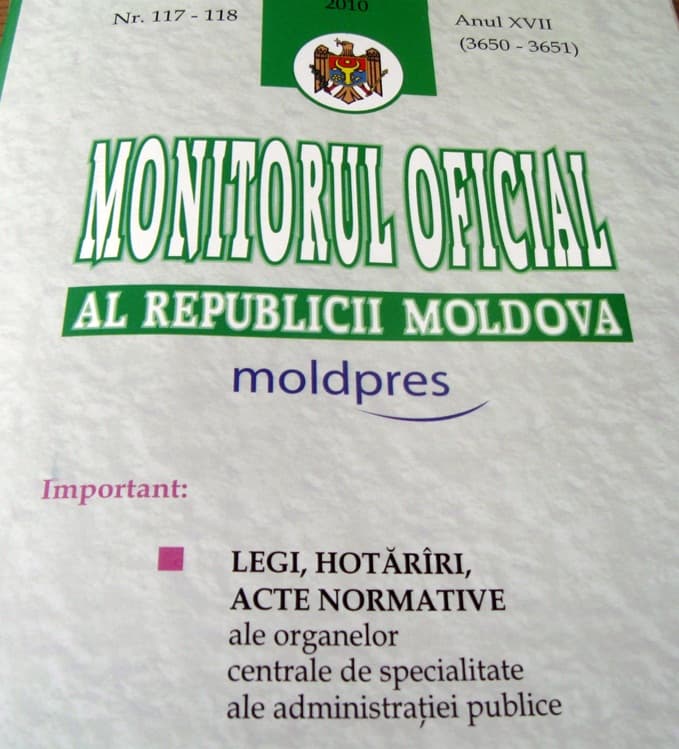 2010
Nr. 117 - 118
Anul XVII
(3650 - 3651)
MONITORUL OFICIAL
AL REPUBLICII MOLDOVA
moldpres
Important:
LEGI, HOTĂRÎRI,
ACTE NORMATIVE
ale organelor
centrale de specialitate
ale administrației publice